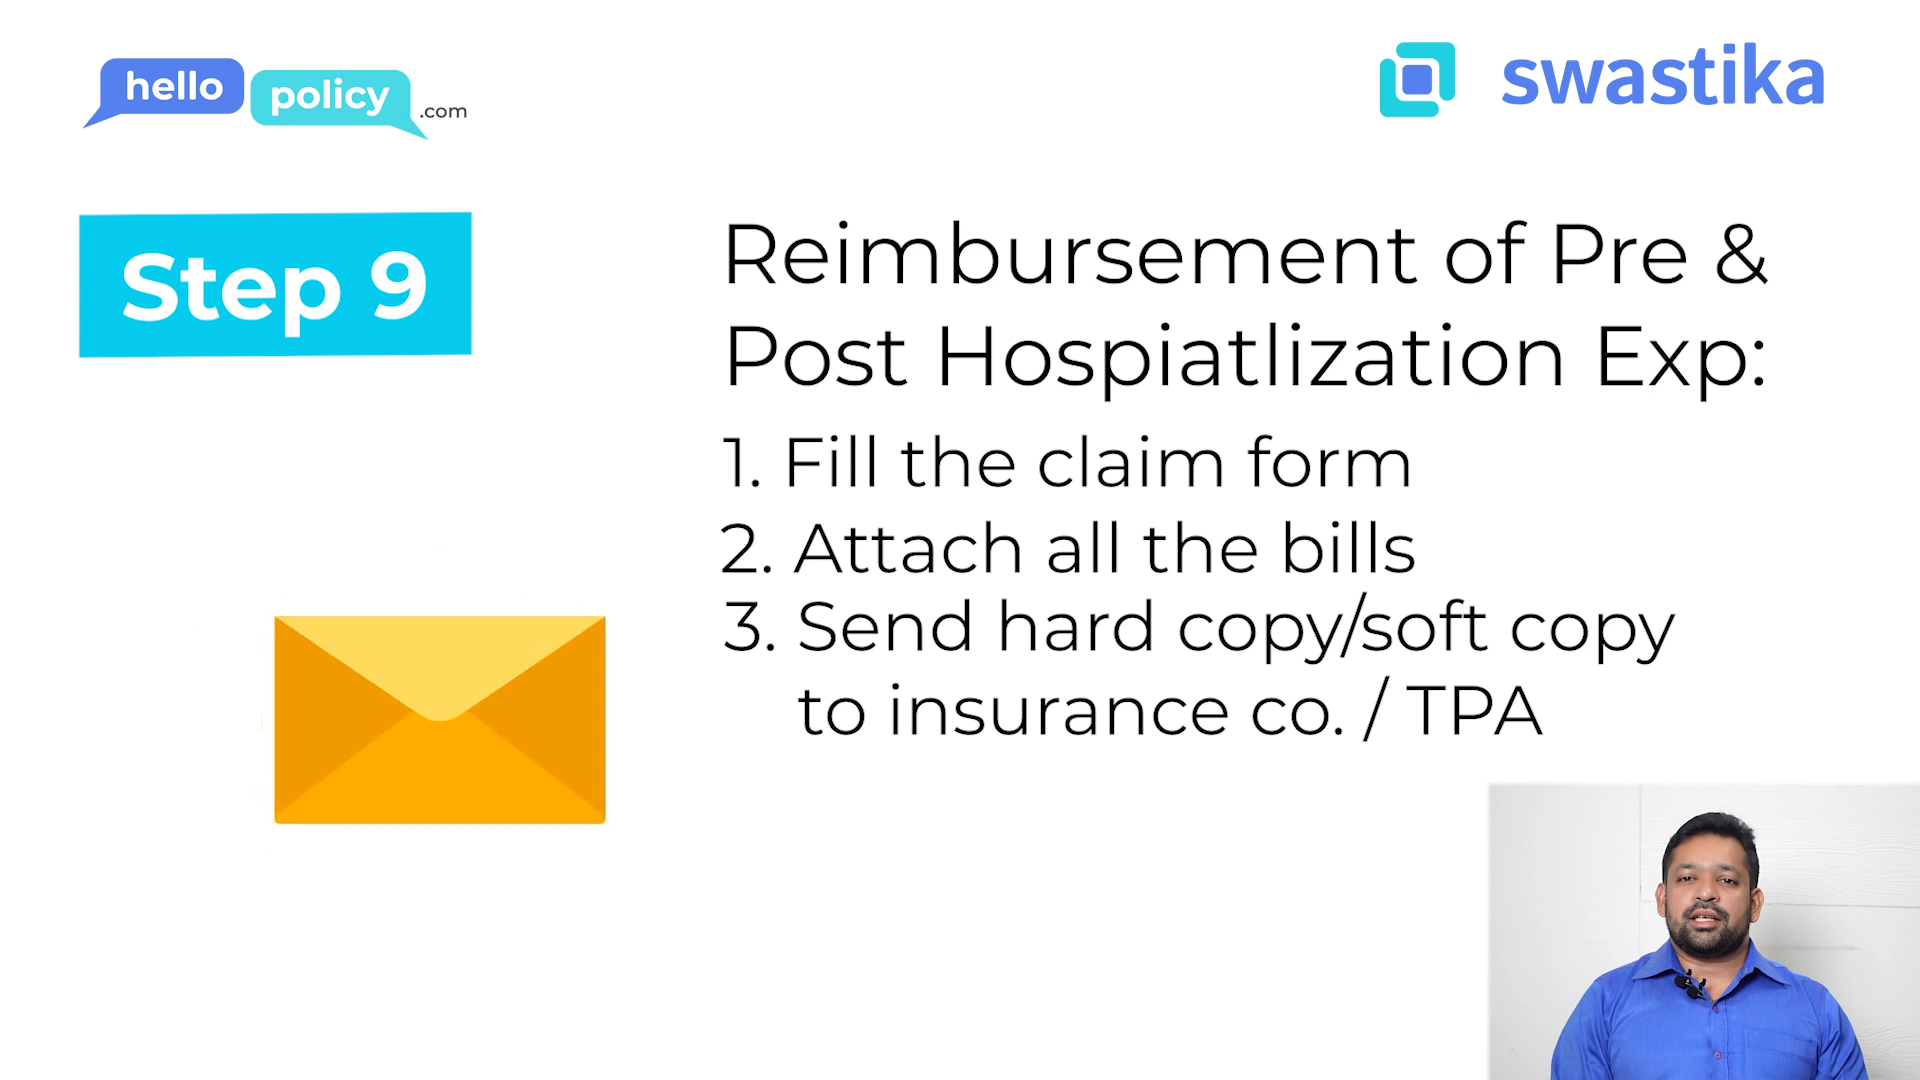 hello policy .com
swastika
Step 9
Reimbursement of Pre &
Post Hospiatlization Exp:
1. Fill the claim form
2. Attach all the bills
3. Send hard copy/soft copy
to insurance co. / TPA